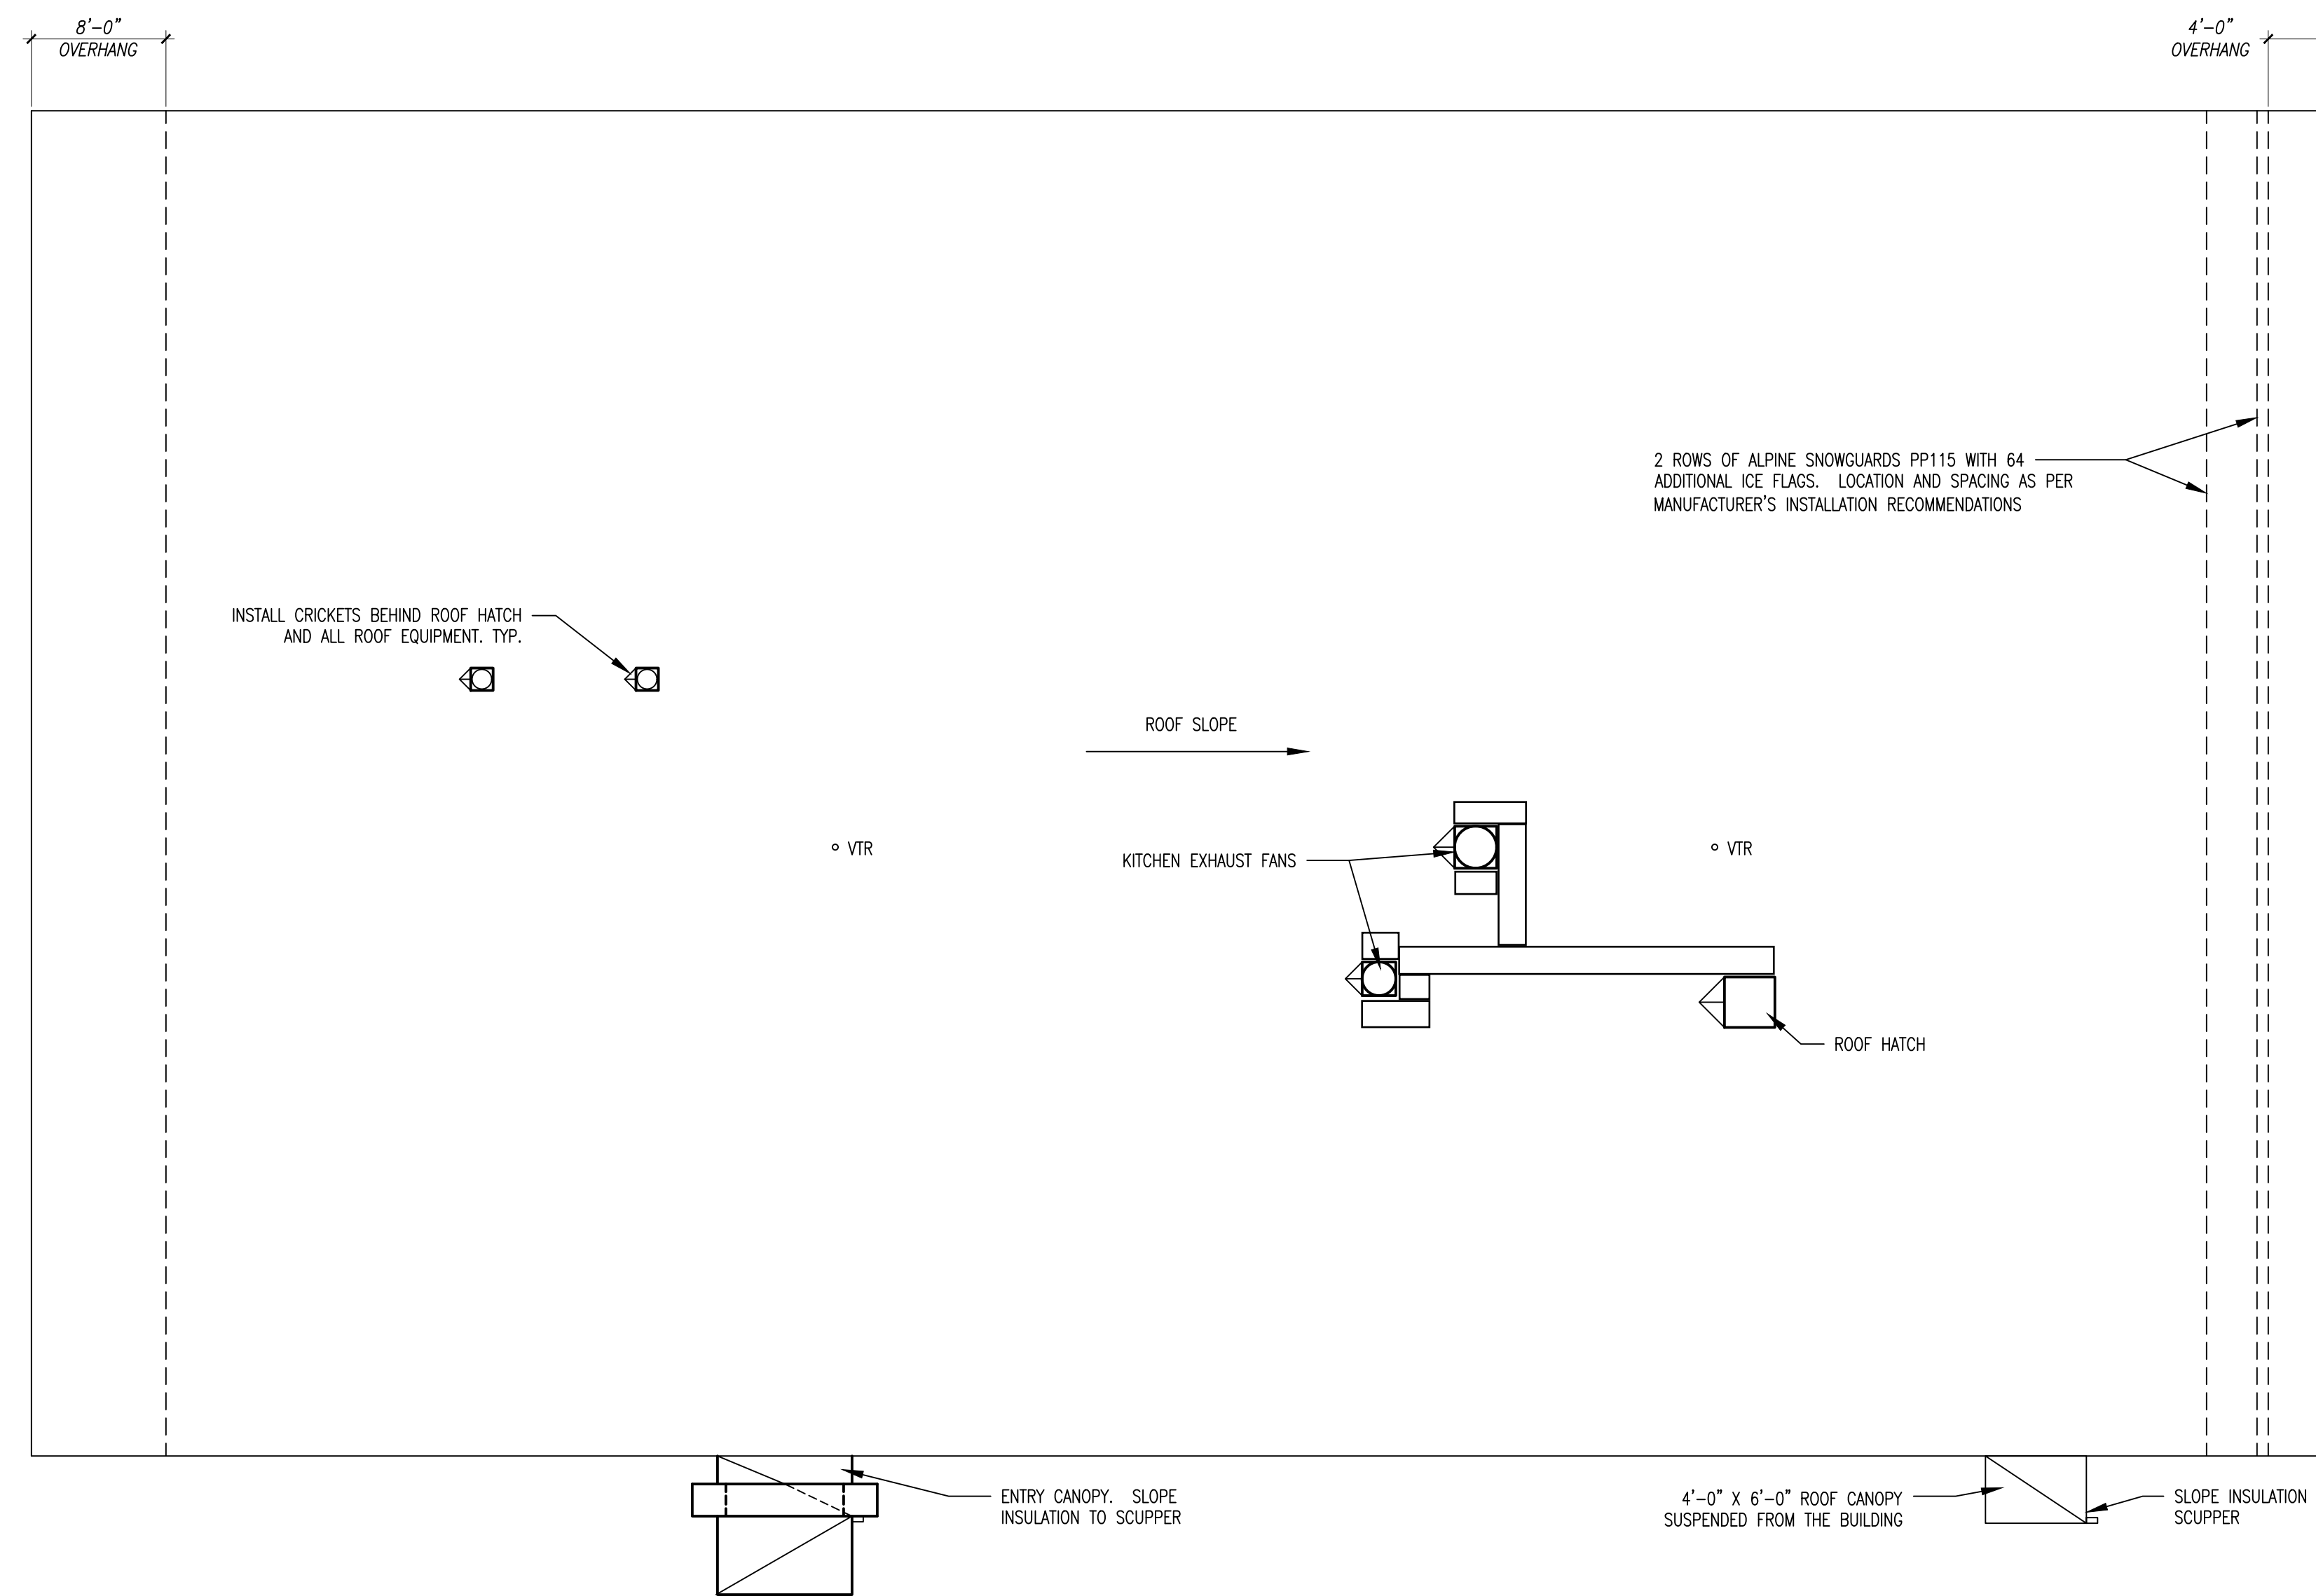 8'-0"
OVERHANG
4'-0"
OVERHANG
2 ROWS OF ALPINE SNOWGUARDS PP115 WITH 64
ADDITIONAL ICE FLAGS. LOCATION AND SPACING AS PER
MANUFACTURER'S INSTALLATION RECOMMENDATIONS
INSTALL CRICKETS BEHIND ROOF HATCH
AND ALL ROOF EQUIPMENT. TYP.
ROOF SLOPE
VTR
KITCHEN EXHAUST FANS
VTR
ROOF HATCH
ENTRY CANOPY. SLOPE
INSULATION TO SCUPPER
4'-0" X 6'-0" ROOF CANOPY
SUSPENDED FROM THE BUILDING
SLOPE INSULATION
SCUPPER